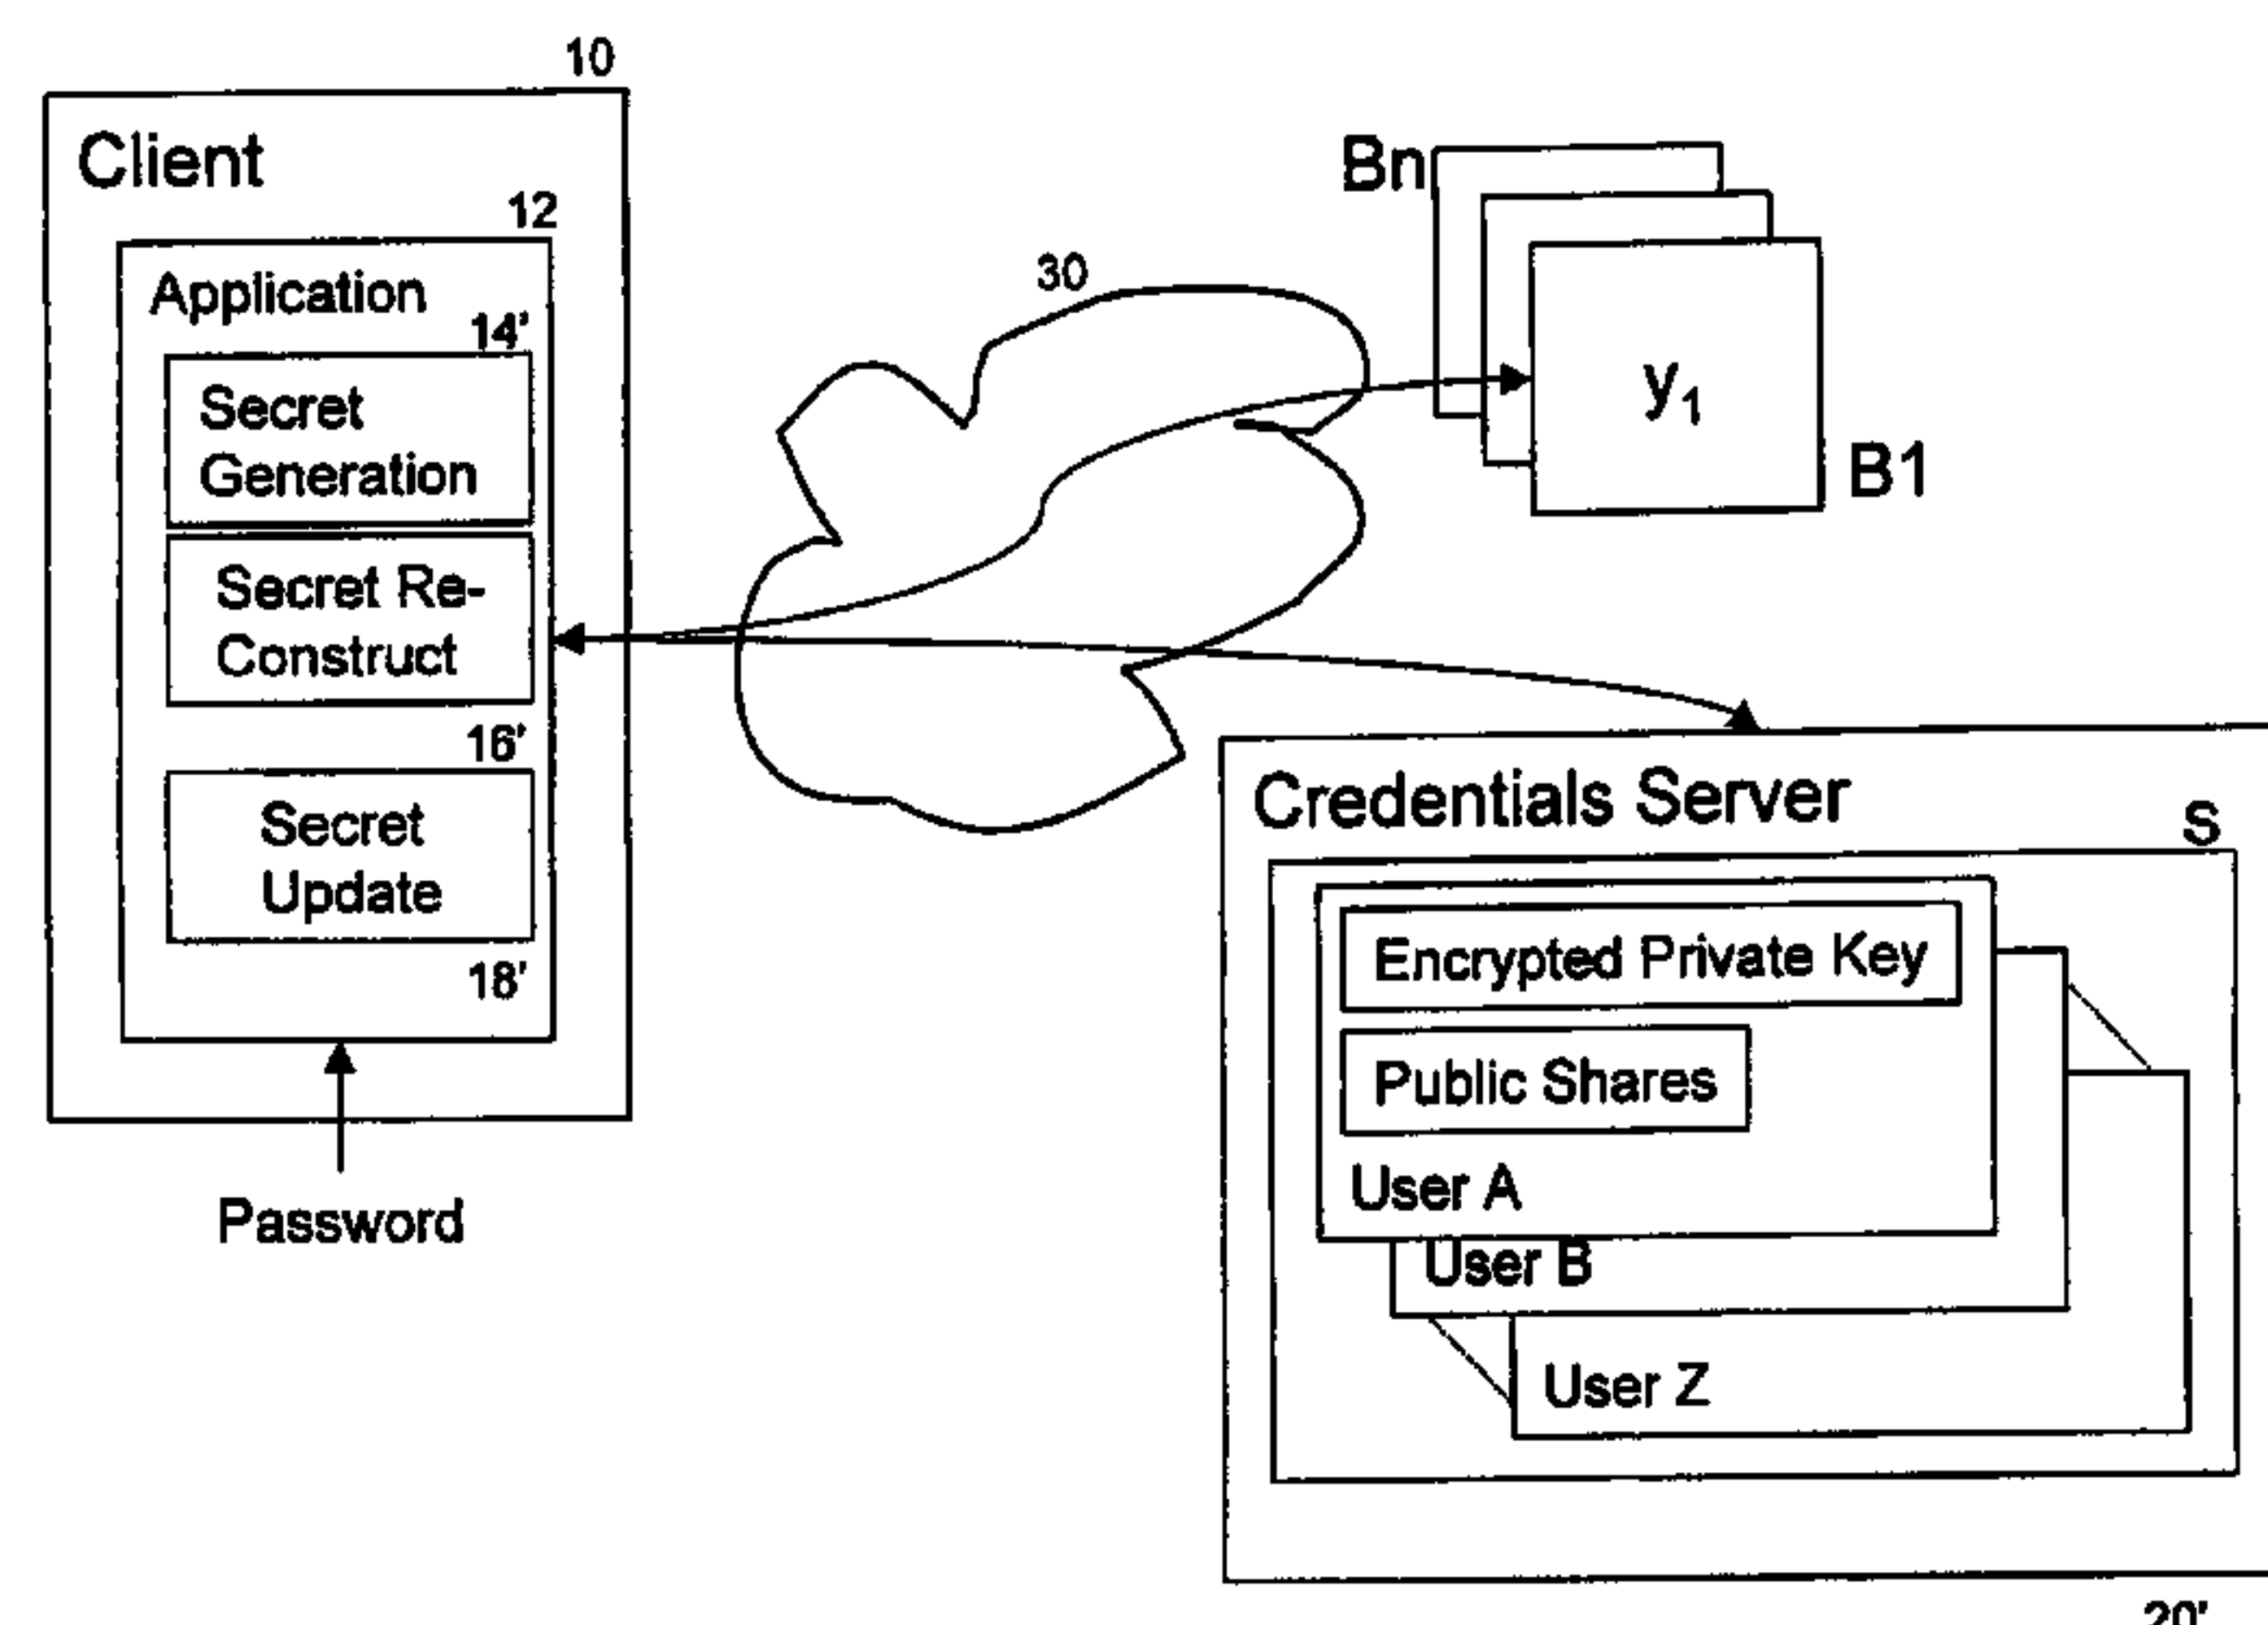 10
Client
12
Application
14'
Secret
Generation
Secret Re-
Construct
16'
Secret
Update
18'
Password
30
Bn
y1
B1
Credentials Server
S
Encrypted Private Key
Public Shares
User A
User B
User Z
20'